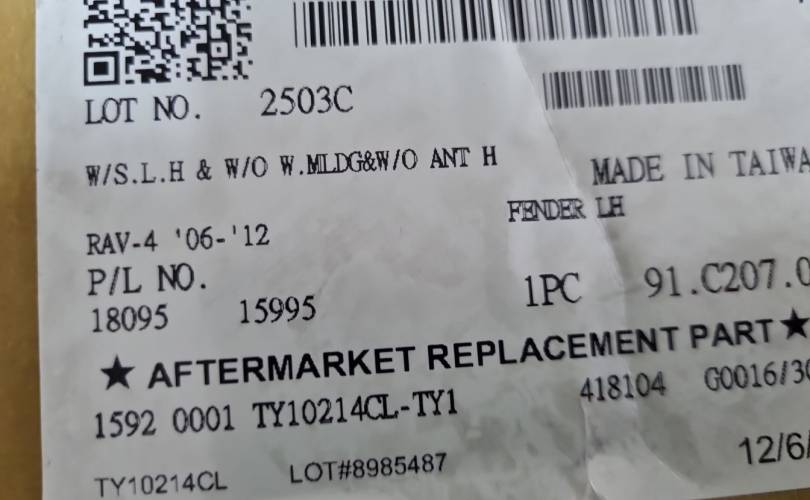 LOT NO. 2503C
W/S.L.H & W/O W.MLDG&W/O ANT H
MADE IN TAIWA
FENDER LH
RAV-4 '06-'12
P/L NO.
1PC 91.C207.0
18095 15995
★ AFTERMARKET REPLACEMENT PART ★
1592 0001 TY10214CL-TY1 418104 G0016/30
TY10214CL LOT#8985487 12/6/